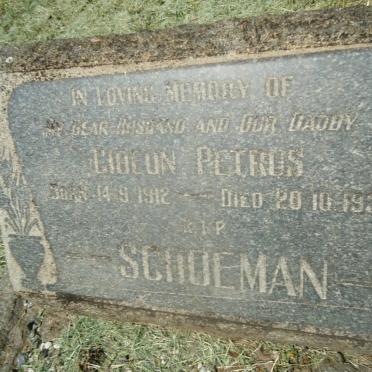 IN LOVING MEMORY OF
MY DEAR HUSBAND AND OUR DADDY
GIDEON PETRUS
BORN 14·9·1912 — DIED 20·10·19
R.I.P.
SCHOEMAN